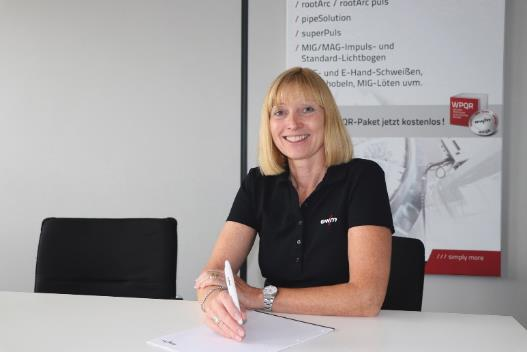 / rootArc / rootArc puls
/ pipeSolution
/ superPuls
/ MIG/MAG-Impuls- und
Standard-Lichtbogen
und E-Hand-Schweißen,
MIG-Löten uvm.
WPQR
QR-Paket jetzt kostenlos !
ewm
/// simply more